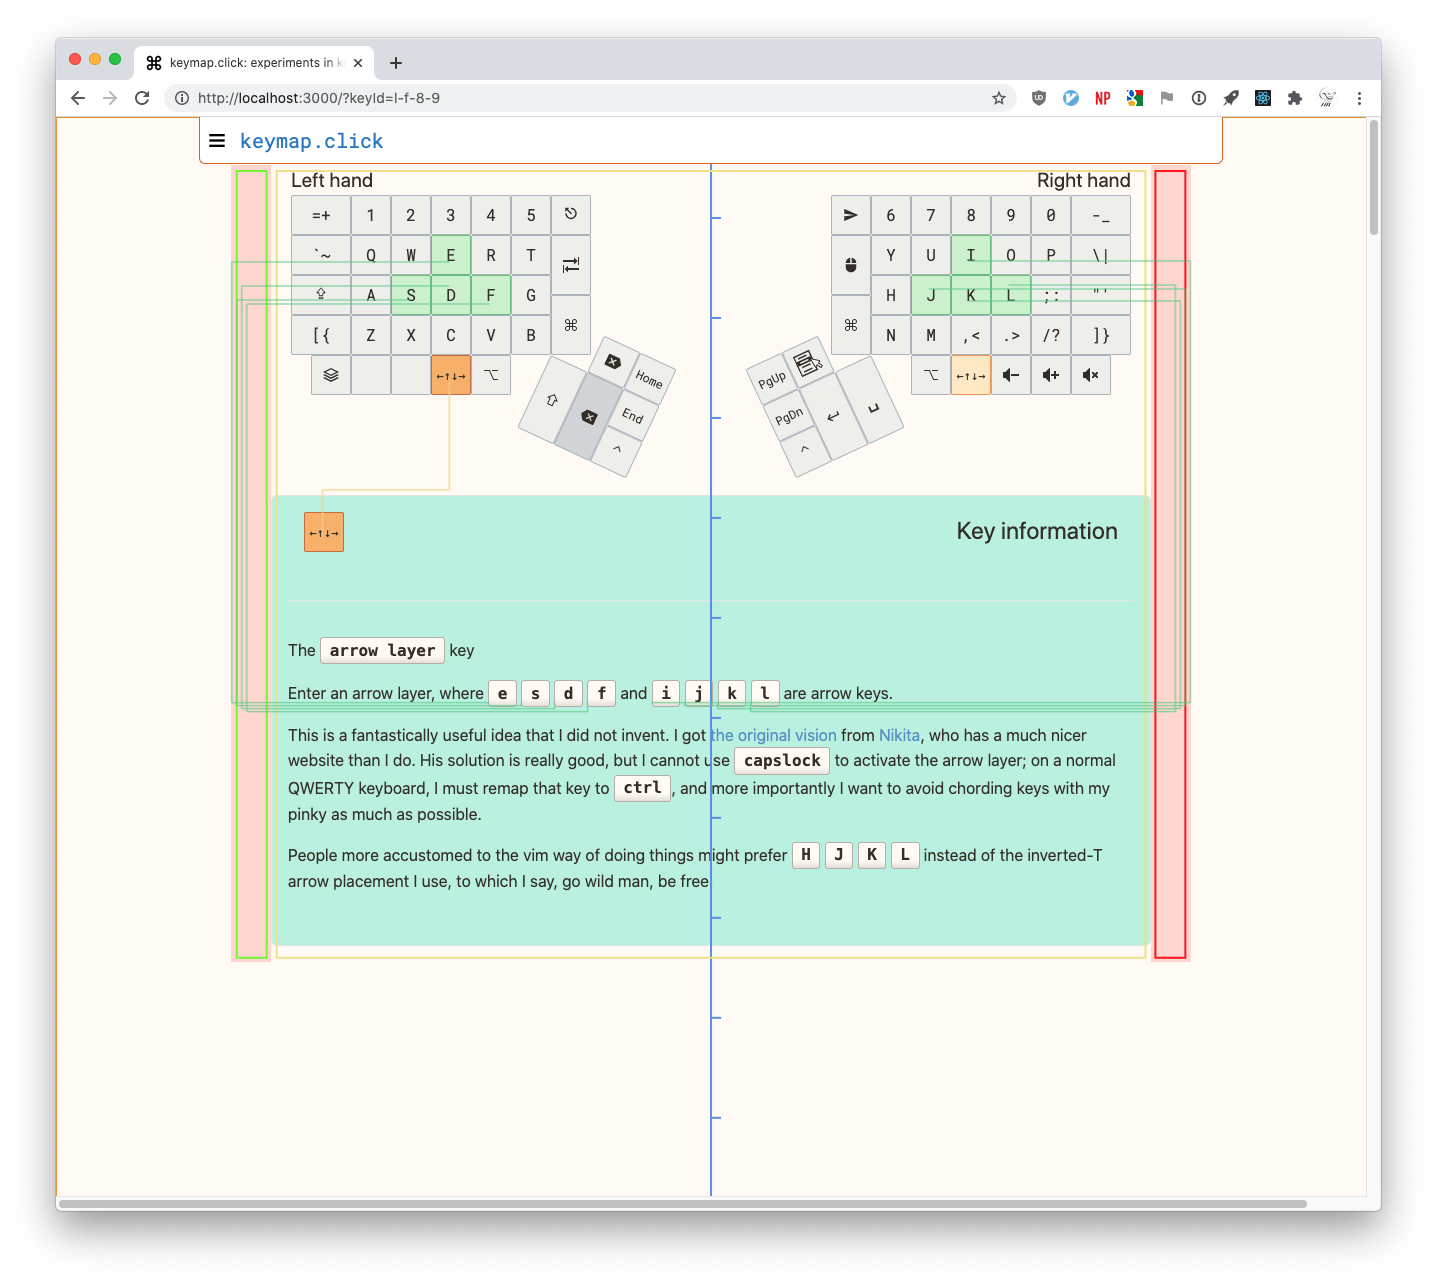 keymap.click: experiments in k
http://localhost:3000/?keyId=l-f-8-9
NP
keymap.click
Left hand
Right hand
=+ 1 2 3 4 5
6 7 8 9 0 -_
`~ Q W E R T
Y U I O P \|
A S D F G
H J K L ;: "'
[{ Z X C V B ⌘
⌘ N M ,< .> /? ]}
←↑↓→ ⌥
⌥ ←↑↓→
Home
End
^
PgUp
PgDn
^
←↑↓→
Key information
The arrow layer key
Enter an arrow layer, where e s d f and i j k l are arrow keys.
This is a fantastically useful idea that I did not invent. I got the original vision from Nikita, who has a much nicer
website than I do. His solution is really good, but I cannot use capslock to activate the arrow layer; on a normal
QWERTY keyboard, I must remap that key to ctrl, and more importantly I want to avoid chording keys with my
pinky as much as possible.
People more accustomed to the vim way of doing things might prefer H J K L instead of the inverted-T
arrow placement I use, to which I say, go wild man, be free